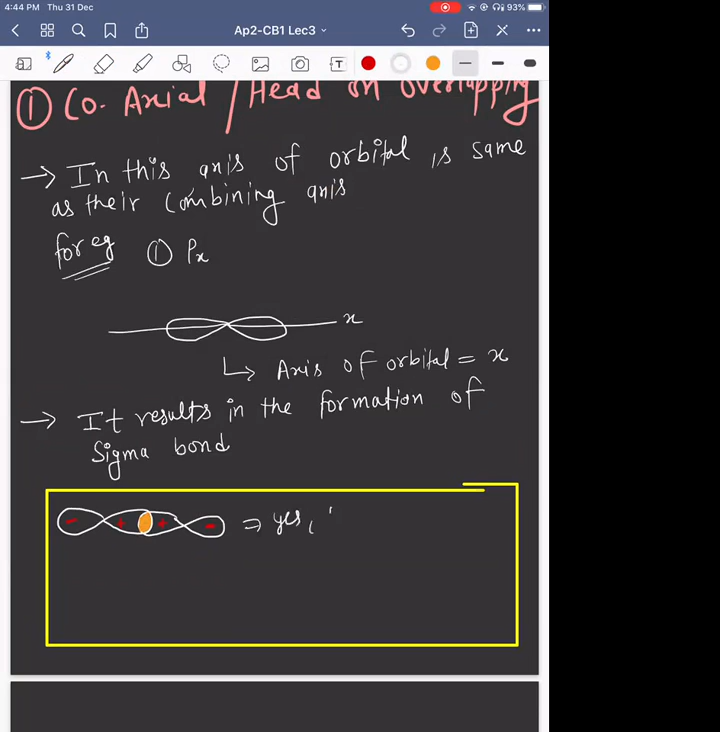 4:44 PM Thu 31 Dec
93%
Ap2-CB1 Lec3
T
① Co-Axial / Head on overlapping
→ In this axis of orbital is same
as their combining axis
for eg ① Px
x
↳ Axis of orbital = x
→ It results in the formation of
Sigma bond
- + + - ⇒ yes, '